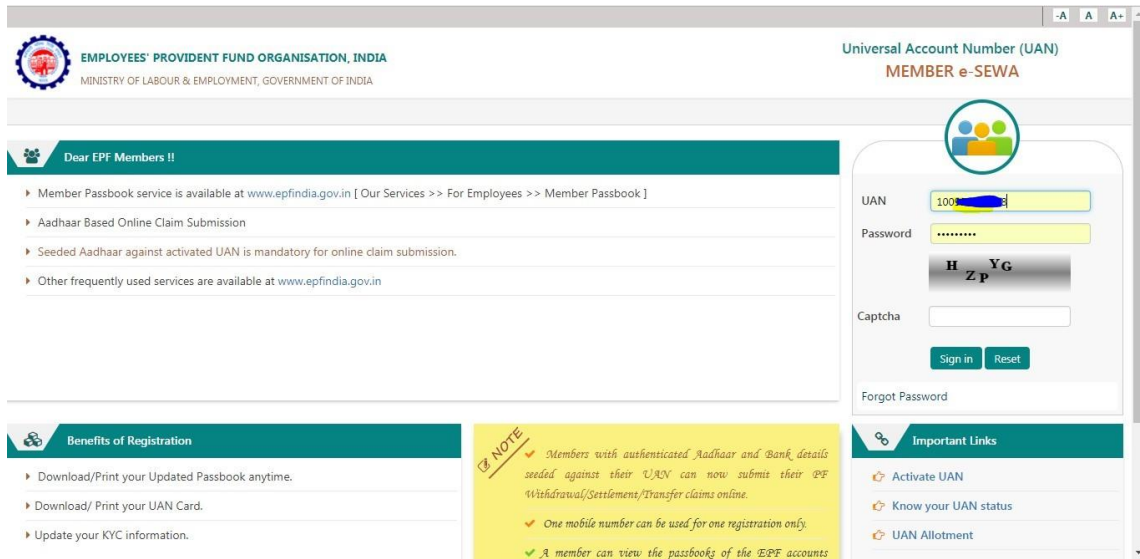 -A A A+
EMPLOYEES' PROVIDENT FUND ORGANISATION, INDIA
MINISTRY OF LABOUR & EMPLOYMENT, GOVERNMENT OF INDIA
Universal Account Number (UAN)
MEMBER e-SEWA
Dear EPF Members !!
Member Passbook service is available at www.epfindia.gov.in [ Our Services >> For Employees >> Member Passbook ]
Aadhaar Based Online Claim Submission
Seeded Aadhaar against activated UAN is mandatory for online claim submission.
Other frequently used services are available at www.epfindia.gov.in
UAN
Password
H Z P Y G
Captcha
Sign in Reset
Forgot Password
Benefits of Registration
Download/Print your Updated Passbook anytime.
Download/ Print your UAN Card.
Update your KYC information.
NOTE
Members with authenticated Aadhaar and Bank details
seeded against their UAN can now submit their PF
Withdrawal/Settlement/Transfer claims online.
One mobile number can be used for one registration only.
A member can view the passbooks of the EPF accounts
Important Links
Activate UAN
Know your UAN status
UAN Allotment